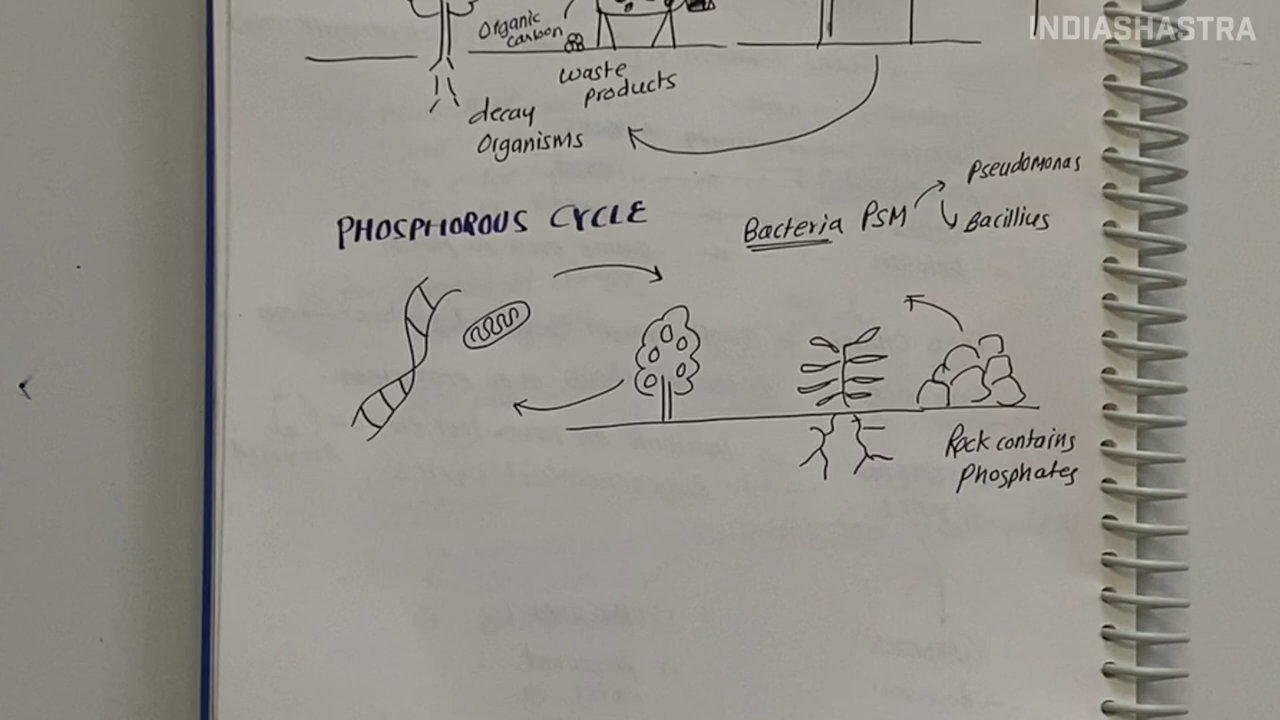 INDIASHASTRA
Organic
carbon
waste
products
decay
Organisms
PHOSPHOROUS CYCLE
Bacteria PSM
Pseudomonas
Bacillius
Rock contains
Phosphates